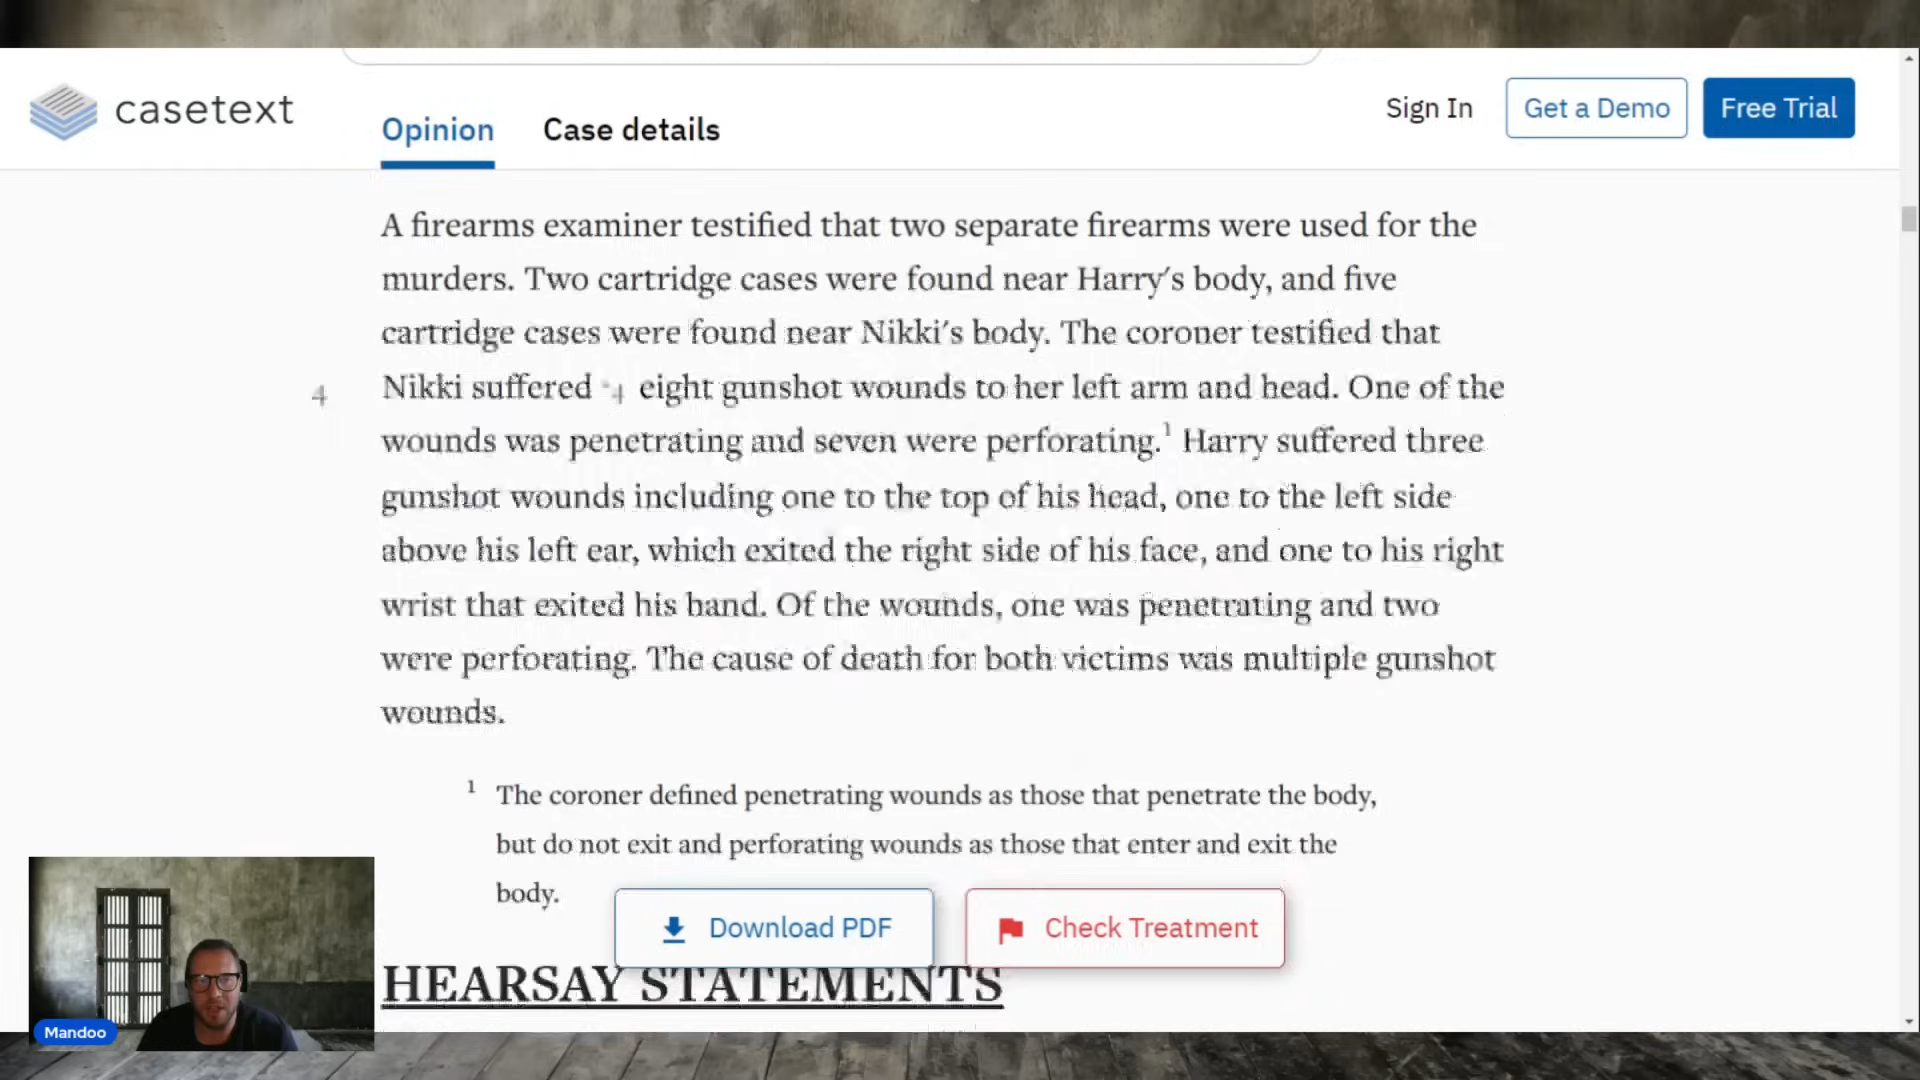 casetext
Opinion
Case details
Sign In
Get a Demo
Free Trial
A firearms examiner testified that two separate firearms were used for the
murders. Two cartridge cases were found near Harry's body, and five
cartridge cases were found near Nikki's body. The coroner testified that
4
Nikki suffered *4 eight gunshot wounds to her left arm and head. One of the
wounds was penetrating and seven were perforating.¹ Harry suffered three
gunshot wounds including one to the top of his head, one to the left side
above his left ear, which exited the right side of his face, and one to his right
wrist that exited his hand. Of the wounds, one was penetrating and two
were perforating. The cause of death for both victims was multiple gunshot
wounds.
1 The coroner defined penetrating wounds as those that penetrate the body,
but do not exit and perforating wounds as those that enter and exit the
body.
Download PDF
Check Treatment
HEARSAY STATEMENTS
Mandoo